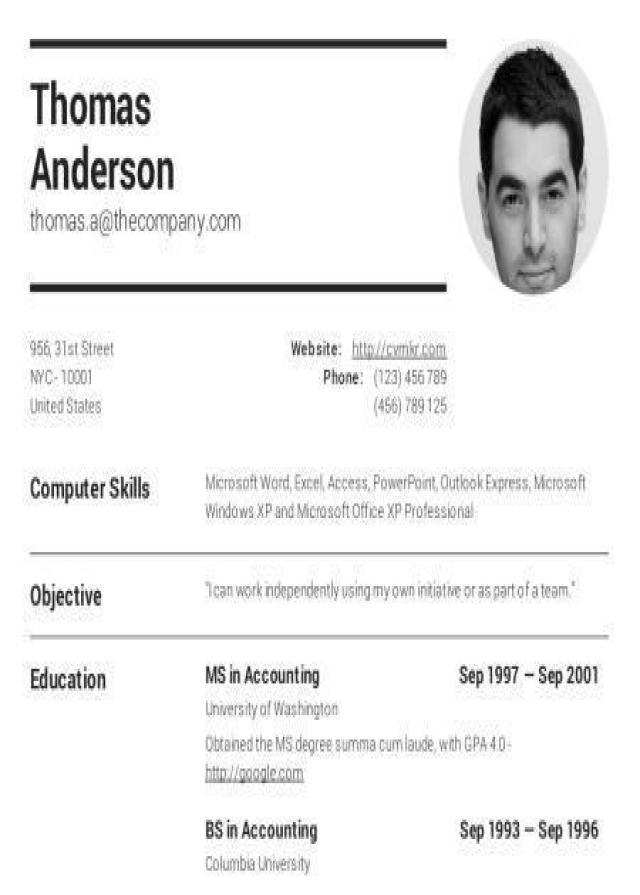 Thomas
Anderson
thomas.a@thecompany.com
956, 31st Street
NYC - 10001
United States
Website: http://cvmkr.com
Phone: (123) 456 789
(456) 789 125
Computer Skills
Microsoft Word, Excel, Access, PowerPoint, Outlook Express, Microsoft
Windows XP and Microsoft Office XP Professional
Objective
"I can work independently using my own initiative or as part of a team."
Education
MS in Accounting Sep 1997 – Sep 2001
University of Washington
Obtained the MS degree summa cum laude, with GPA 4.0 -
http://google.com
BS in Accounting Sep 1993 – Sep 1996
Columbia University